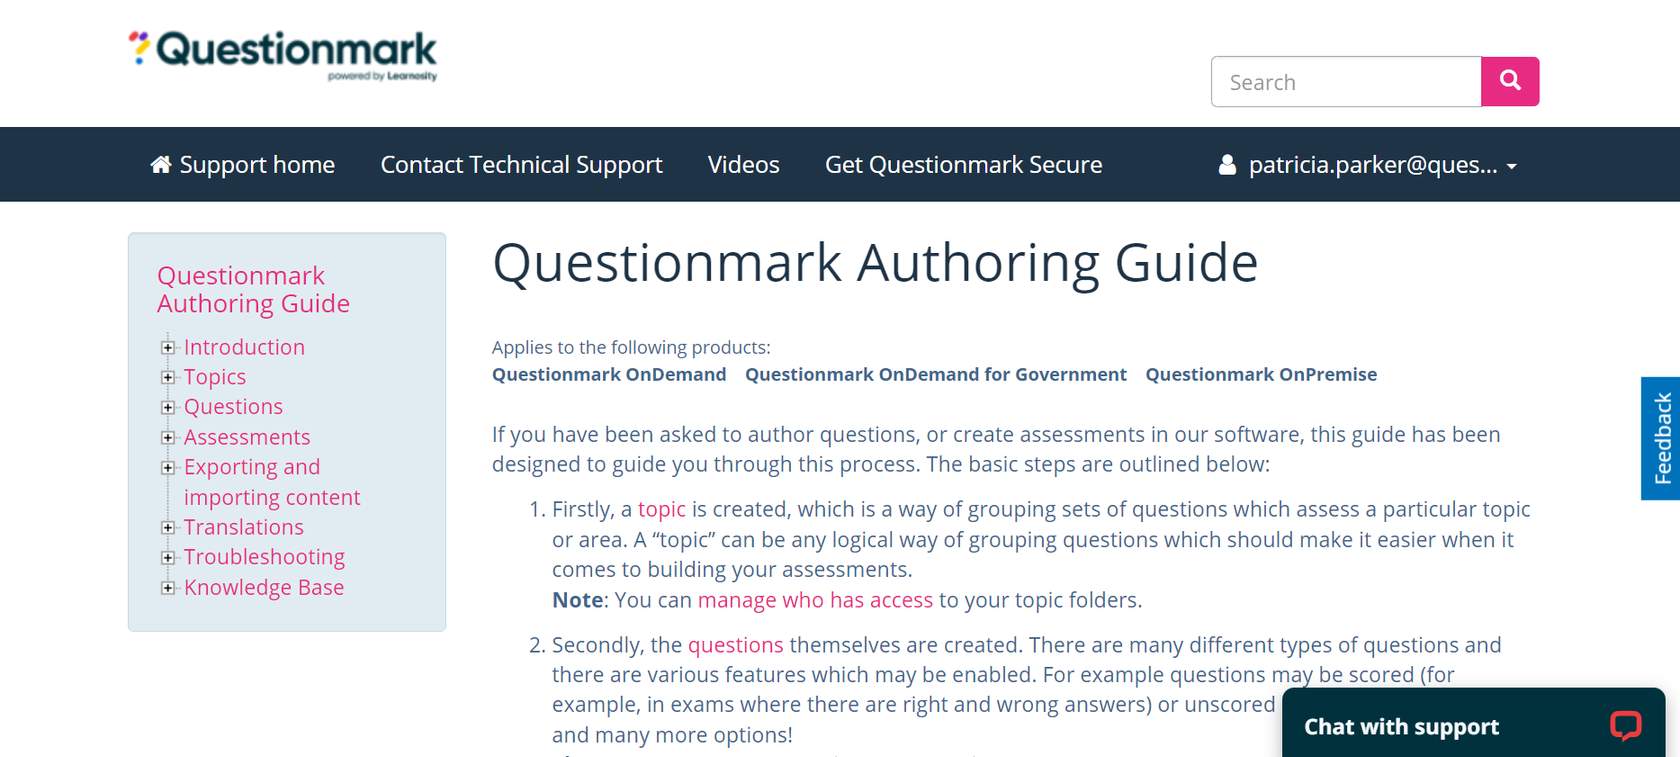 Questionmark
powered by Learnosity
Search
Support home Contact Technical Support Videos Get Questionmark Secure patricia.parker@ques...
Questionmark
Authoring Guide
Introduction
Topics
Questions
Assessments
Exporting and
importing content
Translations
Troubleshooting
Knowledge Base
Questionmark Authoring Guide
Applies to the following products:
Questionmark OnDemand Questionmark OnDemand for Government Questionmark OnPremise
If you have been asked to author questions, or create assessments in our software, this guide has been
designed to guide you through this process. The basic steps are outlined below:
1. Firstly, a topic is created, which is a way of grouping sets of questions which assess a particular topic
or area. A “topic” can be any logical way of grouping questions which should make it easier when it
comes to building your assessments.
Note: You can manage who has access to your topic folders.
2. Secondly, the questions themselves are created. There are many different types of questions and
there are various features which may be enabled. For example questions may be scored (for
example, in exams where there are right and wrong answers) or unscored
and many more options!
Feedback
Chat with support